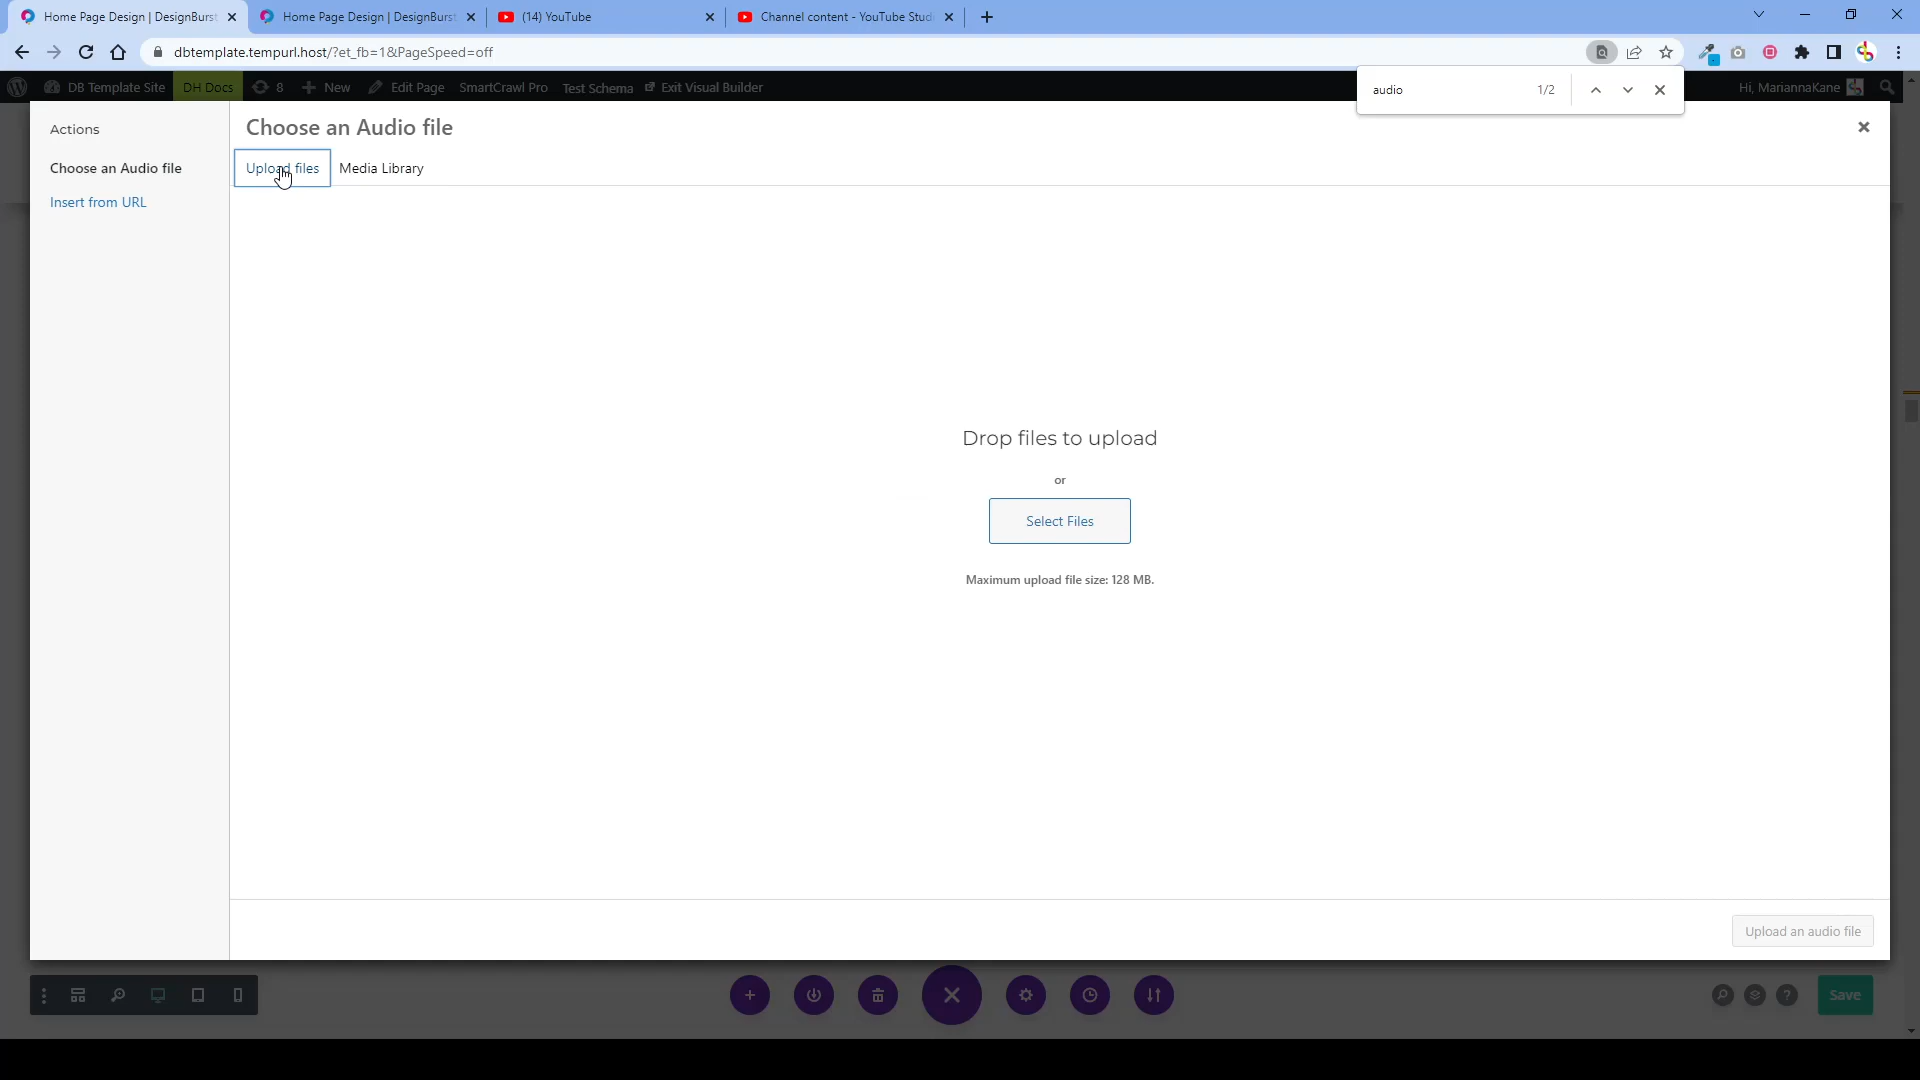 Home Page Design | DesignBurst
Home Page Design | DesignBurst
(14) YouTube
Channel content - YouTube Stud
dbtemplate.tempurl.host/?et_fb=1&PageSpeed=off
DB Template Site
DH Docs
8
New
Edit Page
SmartCrawl Pro
Test Schema
Exit Visual Builder
audio
1/2
Hi, MariannaKane
Actions
Choose an Audio file
Insert from URL
Choose an Audio file
Upload files
Media Library
Drop files to upload
or
Select Files
Maximum upload file size: 128 MB.
Upload an audio file
Save